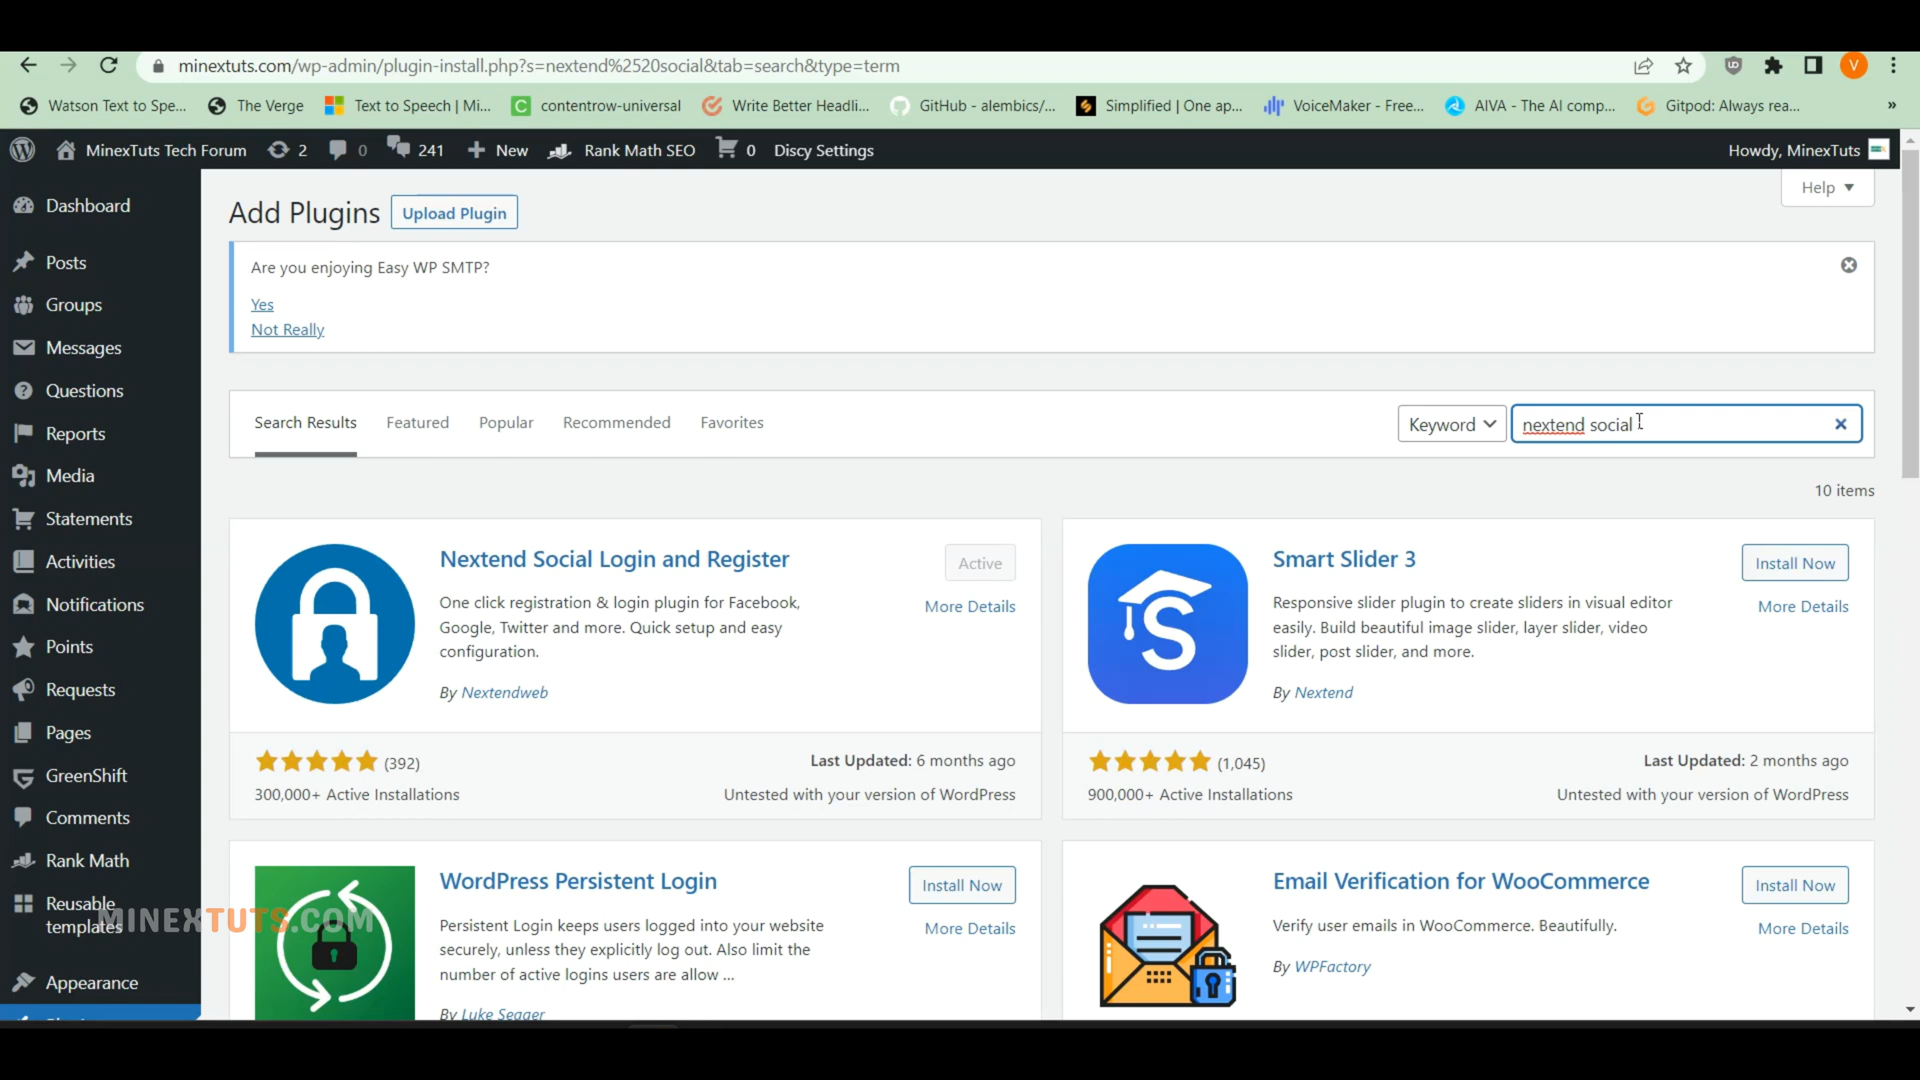 minextuts.com/wp-admin/plugin-install.php?s=nextend%2520social&tab=search&type=term
V
Watson Text to Spe...
The Verge
Text to Speech | Mi...
contentrow-universal
Write Better Headli...
GitHub - alembics/...
Simplified | One ap...
VoiceMaker - Free...
AIVA - The AI comp...
Gitpod: Always rea...
»
MinexTuts Tech Forum
2
0
241
New
Rank Math SEO
0
Discy Settings
Howdy, MinexTuts
Dashboard
Posts
Groups
Messages
Questions
Reports
Media
Statements
Activities
Notifications
Points
Requests
Pages
GreenShift
Comments
Rank Math
Reusable
templates
Appearance
Help
Add Plugins
Upload Plugin
Are you enjoying Easy WP SMTP?
Yes
Not Really
Search Results
Featured
Popular
Recommended
Favorites
Keyword
nextend social
10 items
Nextend Social Login and Register
Active
More Details
One click registration & login plugin for Facebook,
Google, Twitter and more. Quick setup and easy
configuration.
By Nextendweb
(392)
Last Updated: 6 months ago
300,000+ Active Installations
Untested with your version of WordPress
S
Smart Slider 3
Install Now
More Details
Responsive slider plugin to create sliders in visual editor
easily. Build beautiful image slider, layer slider, video
slider, post slider, and more.
By Nextend
(1,045)
Last Updated: 2 months ago
900,000+ Active Installations
Untested with your version of WordPress
WordPress Persistent Login
Install Now
More Details
Persistent Login keeps users logged into your website
securely, unless they explicitly log out. Also limit the
number of active logins users are allow ...
By Luke Seager
Email Verification for WooCommerce
Install Now
More Details
Verify user emails in WooCommerce. Beautifully.
By WPFactory
MINEXTUTS.COM